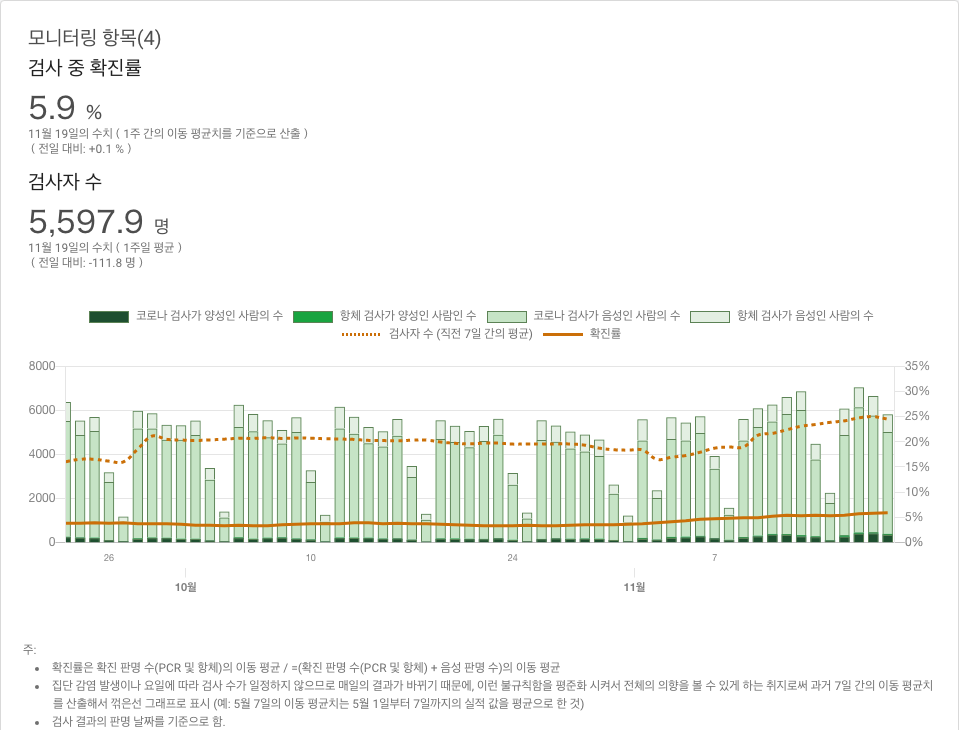 모니터링 항목(4)
검사 중 확진률
5.9 %
11월 19일의 수치 ( 1주 간의 이동 평균치를 기준으로 산출 )
( 전일 대비: +0.1 % )
검사자 수
5,597.9 명
11월 19일의 수치 ( 1주일 평균 )
( 전일 대비: -111.8 명 )
코로나 검사가 양성인 사람의 수 항체 검사가 양성인 사람인 수 코로나 검사가 음성인 사람의 수 항체 검사가 음성인 사람의 수
검사자 수 (직전 7일 간의 평균) 확진률
8000 35%
30%
6000 25%
20%
4000
15%
10%
2000
5%
0 0%
26 10 24 7
10월 11월
주:
확진률은 확진 판명 수(PCR 및 항체)의 이동 평균 / =(확진 판명 수(PCR 및 항체) + 음성 판명 수)의 이동 평균
집단 감염 발생이나 요일에 따라 검사 수가 일정하지 않으므로 매일의 결과가 바뀌기 때문에, 이런 불규칙함을 평준화 시켜서 전체의 의향을 볼 수 있게 하는 취지로써 과거 7일 간의 이동 평균치
를 산출해서 꺾은선 그래프로 표시 (예: 5월 7일의 이동 평균치는 5월 1일부터 7일까지의 실적 값을 평균으로 한 것)
검사 결과의 판명 날짜를 기준으로 함.